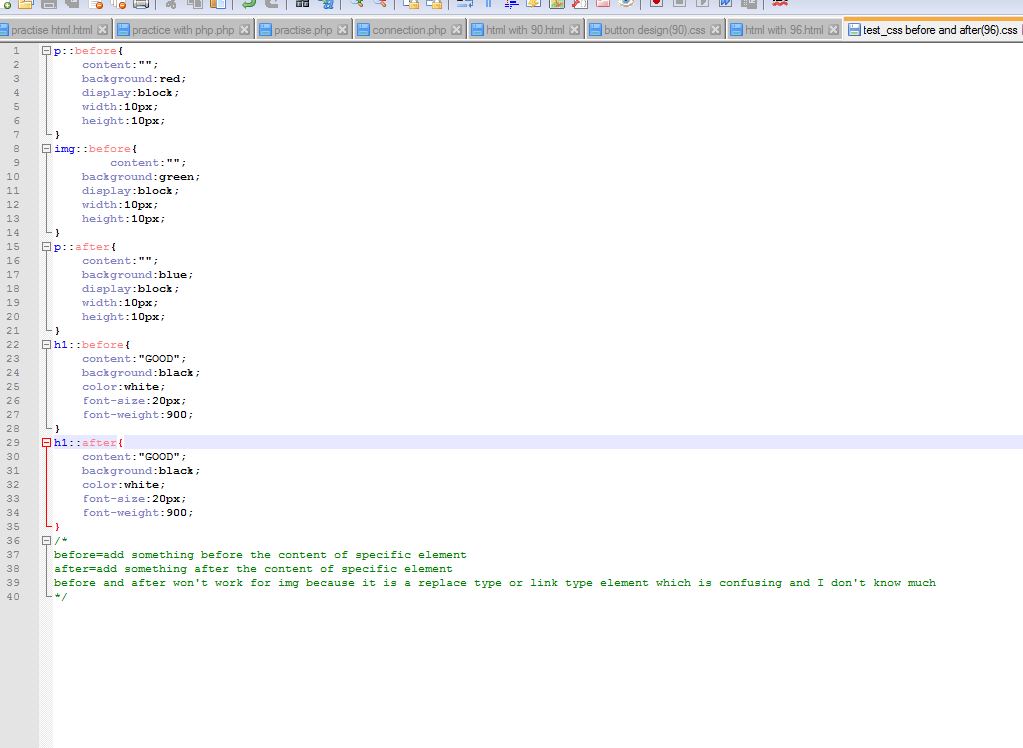 practise html.html practice with php.php practise.php connection.php html with 90.html button design(90).css html with 96.html test_css before and after(96).css
1 p::before{
2 content:"";
3 background:red;
4 display:block;
5 width:10px;
6 height:10px;
7 }
8 img::before{
9 content:"";
10 background:green;
11 display:block;
12 width:10px;
13 height:10px;
14 }
15 p::after{
16 content:"";
17 background:blue;
18 display:block;
19 width:10px;
20 height:10px;
21 }
22 h1::before{
23 content:"GOOD";
24 background:black;
25 color:white;
26 font-size:20px;
27 font-weight:900;
28 }
29 h1::after{
30 content:"GOOD";
31 background:black;
32 color:white;
33 font-size:20px;
34 font-weight:900;
35 }
36 /*
37 before=add something before the content of specific element
38 after=add something after the content of specific element
39 before and after won't work for img because it is a replace type or link type element which is confusing and I don't know much
40 */